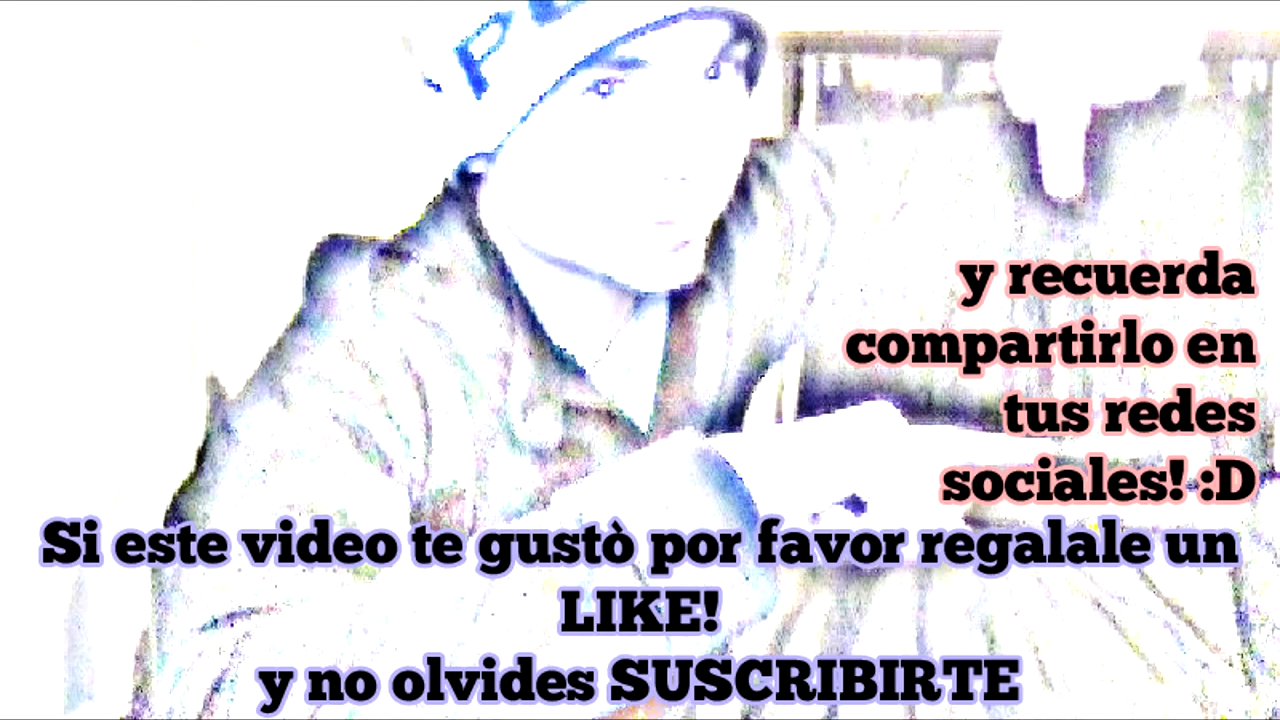 y recuerda
compartirlo en
tus redes
sociales! :D
Si este video te gustò por favor regalale un
LIKE!
y no olvides SUSCRIBIRTE